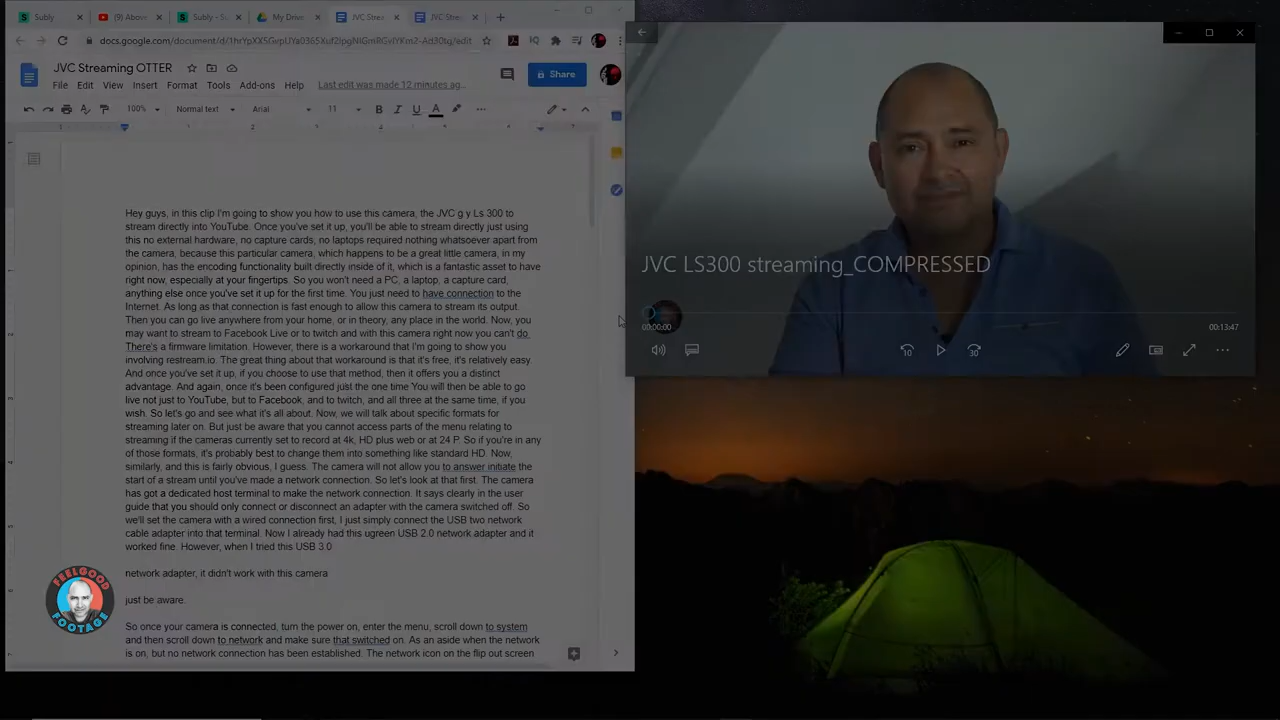 Subly
(9) Above
Subly - S
My Drive
JVC Strea
JVC Stre
JVC Streaming OTTER
File Edit View Insert Format Tools Add-ons Help
Last edit was made 12 minutes ag...
Share
100%
Normal text
Arial
11
Hey guys, in this clip I'm going to show you how to use this camera, the JVC g y Ls 300 to
stream directly into YouTube. Once you've set it up, you'll be able to stream directly just using
this no external hardware, no capture cards, no laptops required nothing whatsoever apart from
the camera, because this particular camera, which happens to be a great little camera, in my
opinion, has the encoding functionality built directly inside of it, which is a fantastic asset to have
right now, especially at your fingertips. So you won't need a PC, a laptop, a capture card,
anything else once you've set it up for the first time. You just need to have connection to the
Internet. As long as that connection is fast enough to allow this camera to stream its output.
Then you can go live anywhere from your home, or in theory, any place in the world. Now, you
may want to stream to Facebook Live or to twitch and with this camera right now you can't do.
There's a firmware limitation. However, there is a workaround that I'm going to show you
involving restream.io. The great thing about that workaround is that it's free, it's relatively easy.
And once you've set it up, if you choose to use that method, then it offers you a distinct
advantage. And again, once it's been configured just the one time You will then be able to go
live not just to YouTube, but to Facebook, and to twitch, and all three at the same time, if you
wish. So let's go and see what it's all about. Now, we will talk about specific formats for
streaming later on. But just be aware that you cannot access parts of the menu relating to
streaming if the cameras currently set to record at 4k, HD plus web or at 24 P. So if you're in any
of those formats, it's probably best to change them into something like standard HD. Now,
similarly, and this is fairly obvious, I guess. The camera will not allow you to answer initiate the
start of a stream until you've made a network connection. So let's look at that first. The camera
has got a dedicated host terminal to make the network connection. It says clearly in the user
guide that you should only connect or disconnect an adapter with the camera switched off. So
we'll set the camera with a wired connection first, I just simply connect the USB two network
cable adapter into that terminal. Now I already had this ugreen USB 2.0 network adapter and it
worked fine. However, when I tried this USB 3.0
network adapter, it didn't work with this camera
just be aware.
So once your camera is connected, turn the power on, enter the menu, scroll down to system
and then scroll down to network and make sure that switched on. As an aside when the network
is on, but no network connection has been established. The network icon on the flip out screen
FEELGOOD
FOOTAGE
JVC LS300 streaming_COMPRESSED
00:00:00
00:13:47
10
30